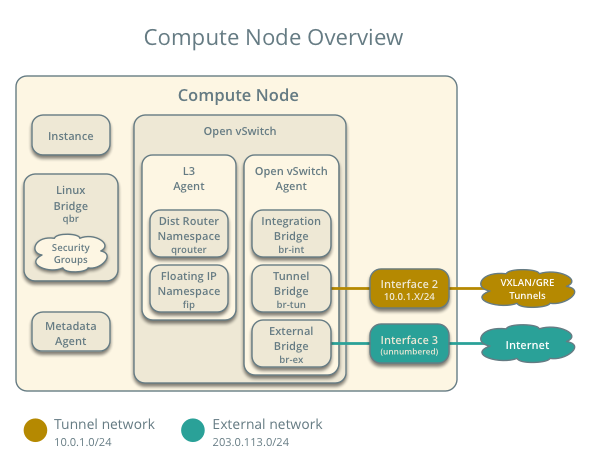 Compute Node Overview
Compute Node
Instance
Linux
Bridge
qbr
Security
Groups
Metadata
Agent
Open vSwitch
L3
Agent
Dist Router
Namespace
qrouter
Floating IP
Namespace
fip
Open vSwitch
Agent
Integration
Bridge
br-int
Tunnel
Bridge
br-tun
External
Bridge
br-ex
Interface 2
10.0.1.X/24
VXLAN/GRE
Tunnels
Interface 3
(unnumbered)
Internet
Tunnel network
10.0.1.0/24
External network
203.0.113.0/24